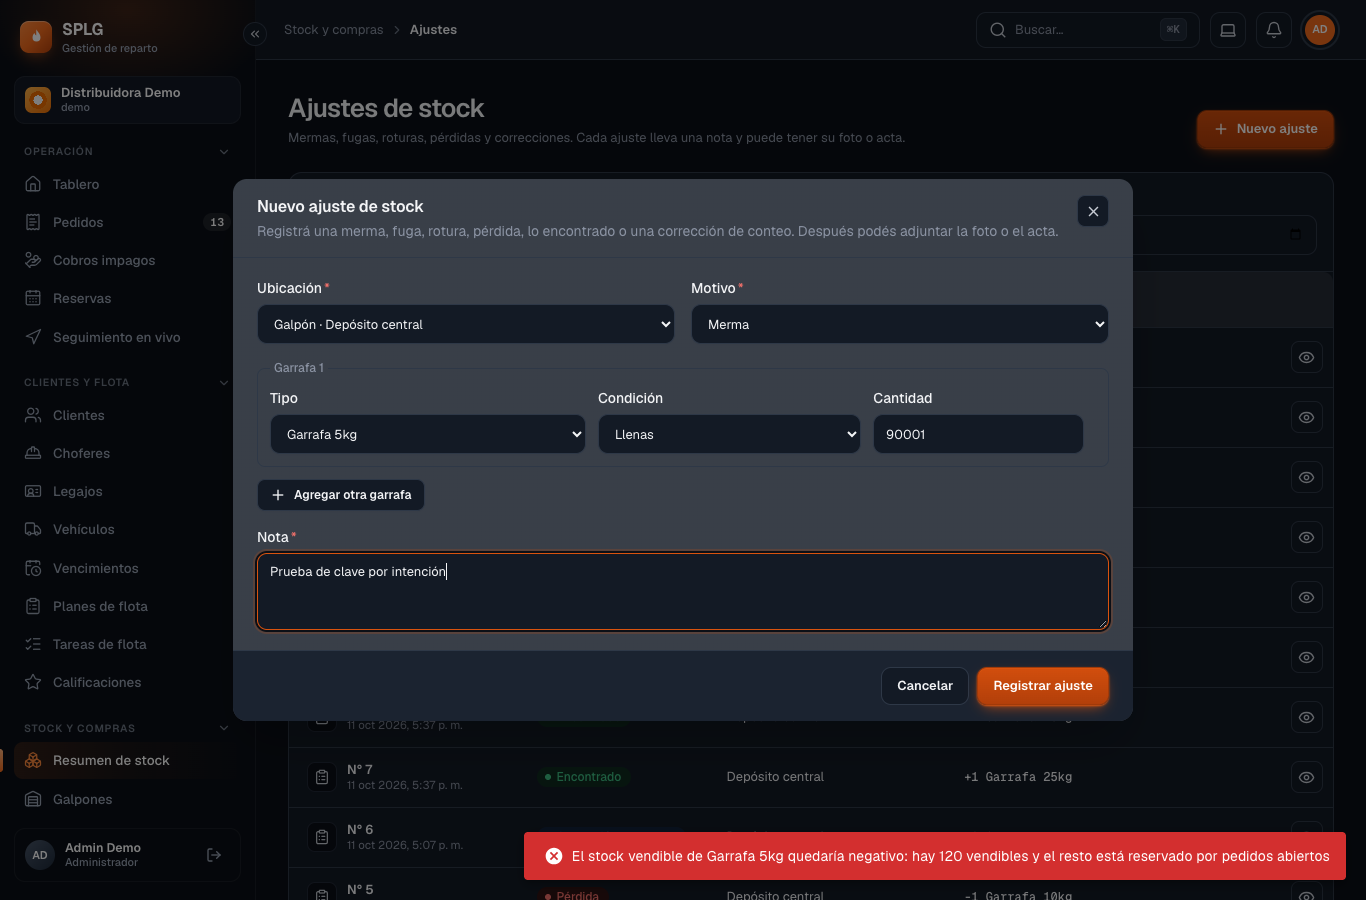 SPLG
Gestión de reparto
Distribuidora Demo
demo
OPERACIÓN
Tablero
Pedidos 13
Cobros impagos
Reservas
Seguimiento en vivo
CLIENTES Y FLOTA
Clientes
Choferes
Legajos
Vehículos
Vencimientos
Planes de flota
Tareas de flota
Calificaciones
STOCK Y COMPRAS
Resumen de stock
Galpones
AD
Admin Demo
Administrador
Stock y compras > Ajustes
Buscar... ⌘K
AD
Ajustes de stock
Mermas, fugas, roturas, pérdidas y correcciones. Cada ajuste lleva una nota y puede tener su foto o acta.
+ Nuevo ajuste
Nuevo ajuste de stock
Registrá una merma, fuga, rotura, pérdida, lo encontrado o una corrección de conteo. Después podés adjuntar la foto o el acta.
Ubicación* Motivo*
Galpón · Depósito central Merma
Garrafa 1
Tipo Condición Cantidad
Garrafa 5kg Llenas 90001
+ Agregar otra garrafa
Nota*
Prueba de clave por intención
Cancelar Registrar ajuste
11 oct 2026, 5:37 p. m.
N° 7
11 oct 2026, 5:37 p. m.
Encontrado Depósito central +1 Garrafa 25kg
N° 6
11 oct 2026, 5:07 p. m.
El stock vendible de Garrafa 5kg quedaría negativo: hay 120 vendibles y el resto está reservado por pedidos abiertos
N° 5 Pérdida Depósito central -1 Garrafa 10kg